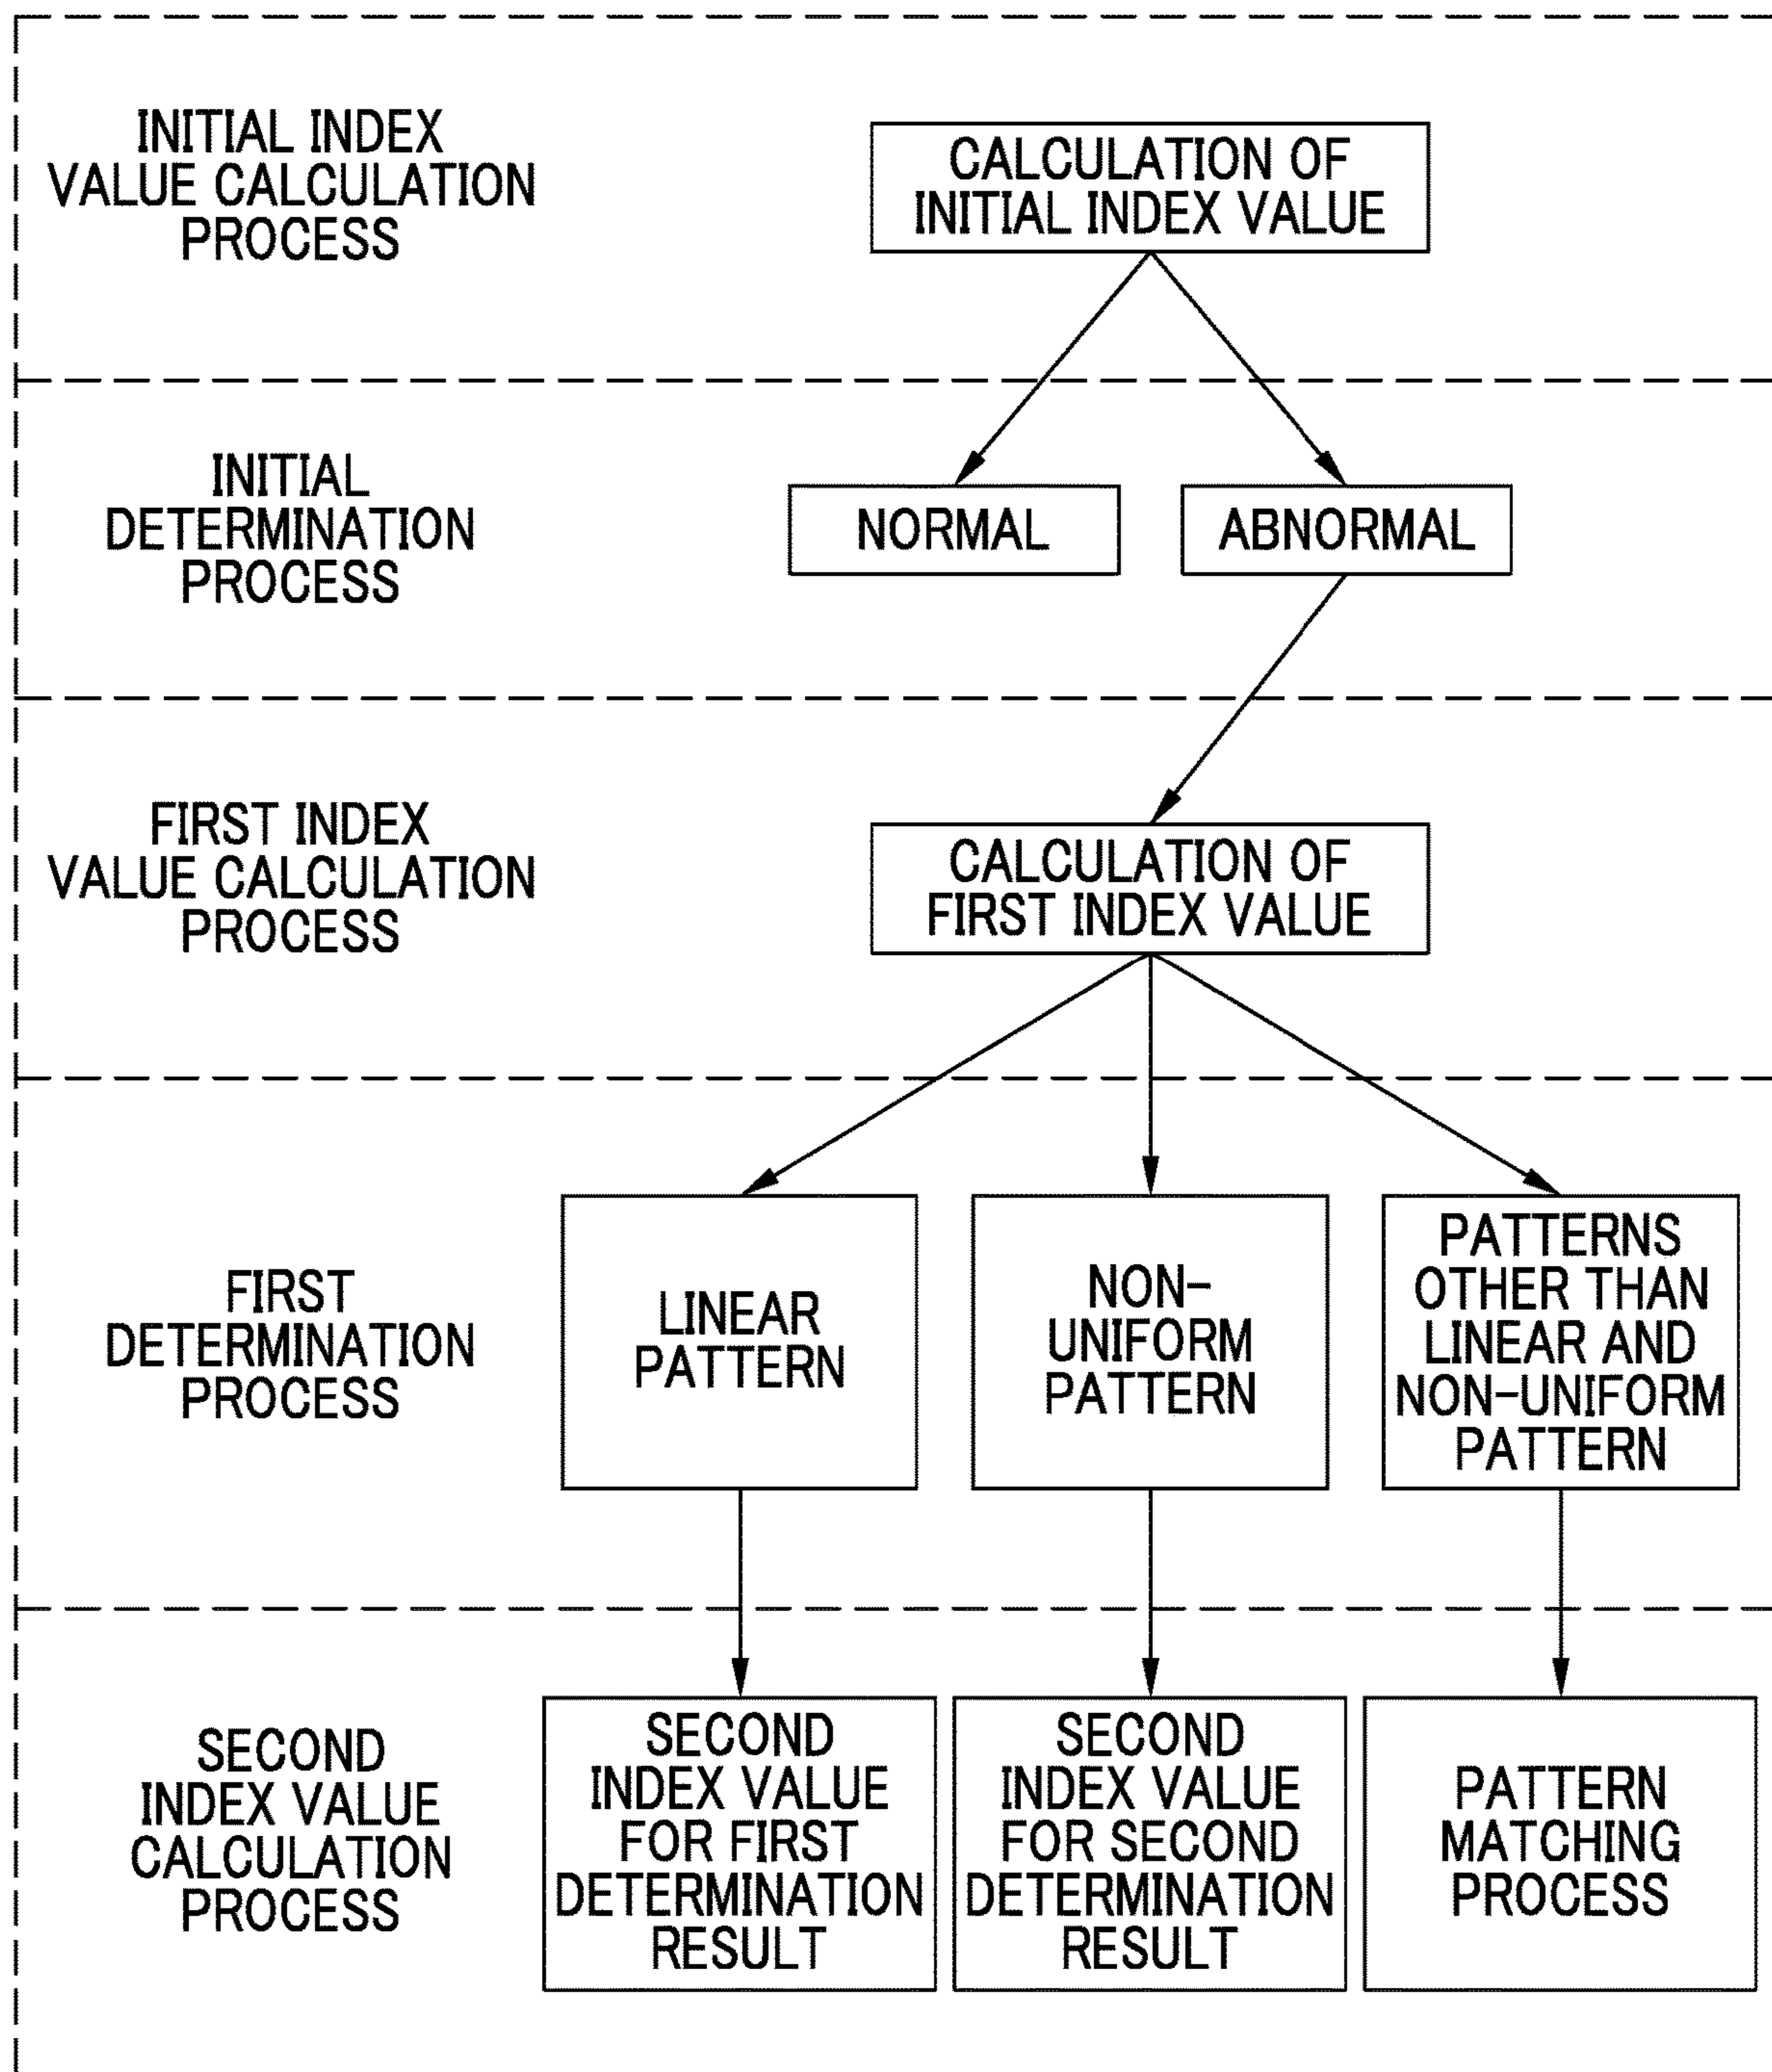 INITIAL INDEX
VALUE CALCULATION
PROCESS
CALCULATION OF
INITIAL INDEX VALUE
INITIAL
DETERMINATION
PROCESS
NORMAL
ABNORMAL
FIRST INDEX
VALUE CALCULATION
PROCESS
CALCULATION OF
FIRST INDEX VALUE
FIRST
DETERMINATION
PROCESS
LINEAR
PATTERN
NON-
UNIFORM
PATTERN
PATTERNS
OTHER THAN
LINEAR AND
NON-UNIFORM
PATTERN
SECOND
INDEX VALUE
CALCULATION
PROCESS
SECOND
INDEX VALUE
FOR FIRST
DETERMINATION
RESULT
SECOND
INDEX VALUE
FOR SECOND
DETERMINATION
RESULT
PATTERN
MATCHING
PROCESS